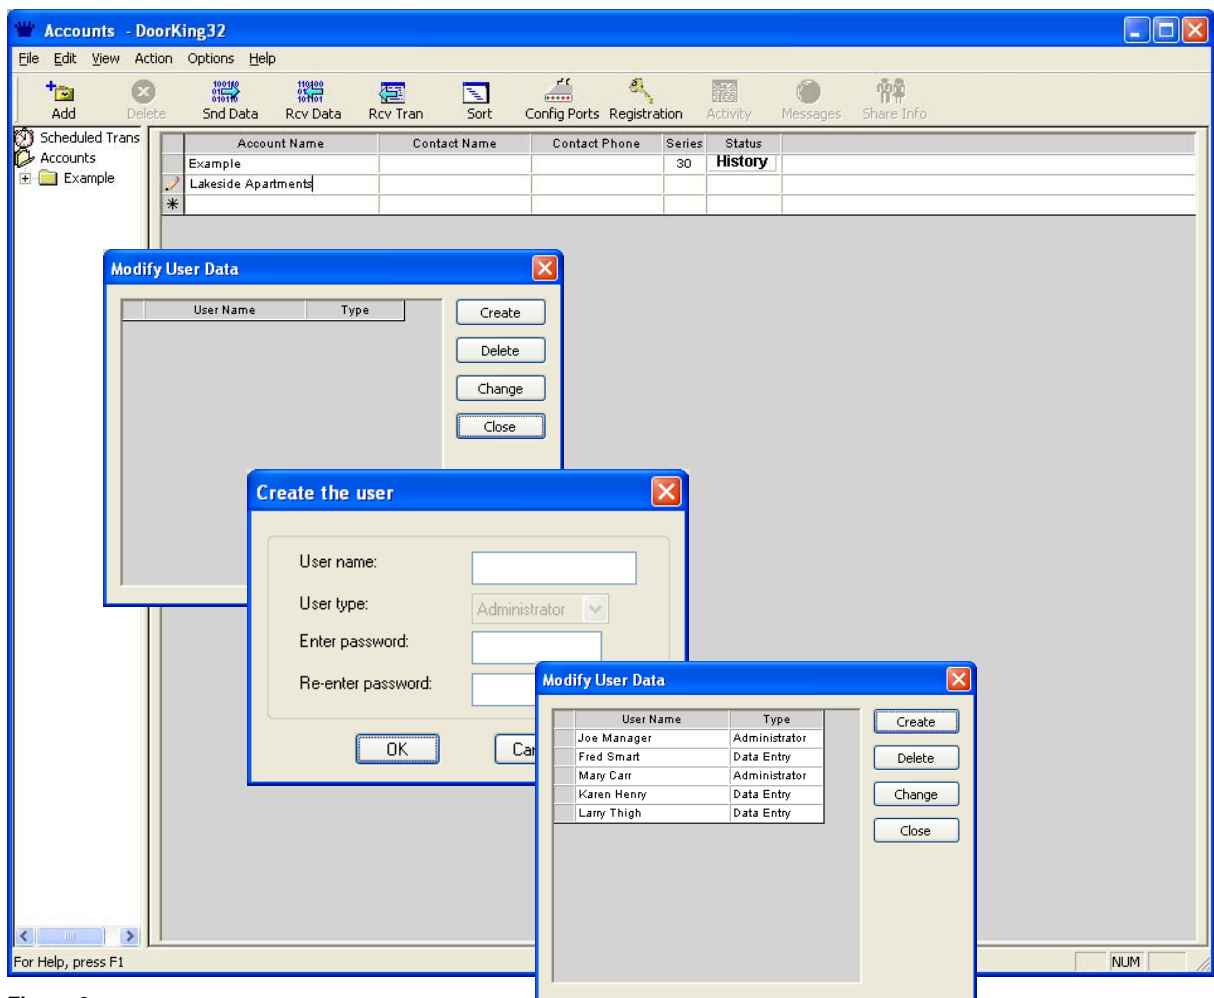 Accounts - DoorKing32
File Edit View Action Options Help
Add Delete Snd Data Rcv Data Rcv Tran Sort Config Ports Registration Activity Messages Share Info
Scheduled Trans
Accounts
Example
Account Name Contact Name Contact Phone Series Status
Example 30 History
Lakeside Apartments
Modify User Data
User Name Type
Create
Delete
Change
Close
Create the user
User name:
User type: Administrator
Enter password:
Re-enter password:
OK Can
Modify User Data
User Name Type
Joe Manager Administrator
Fred Smart Data Entry
Mary Carr Administrator
Karen Henry Data Entry
Larry Thigh Data Entry
Create
Delete
Change
Close
For Help, press F1 NUM